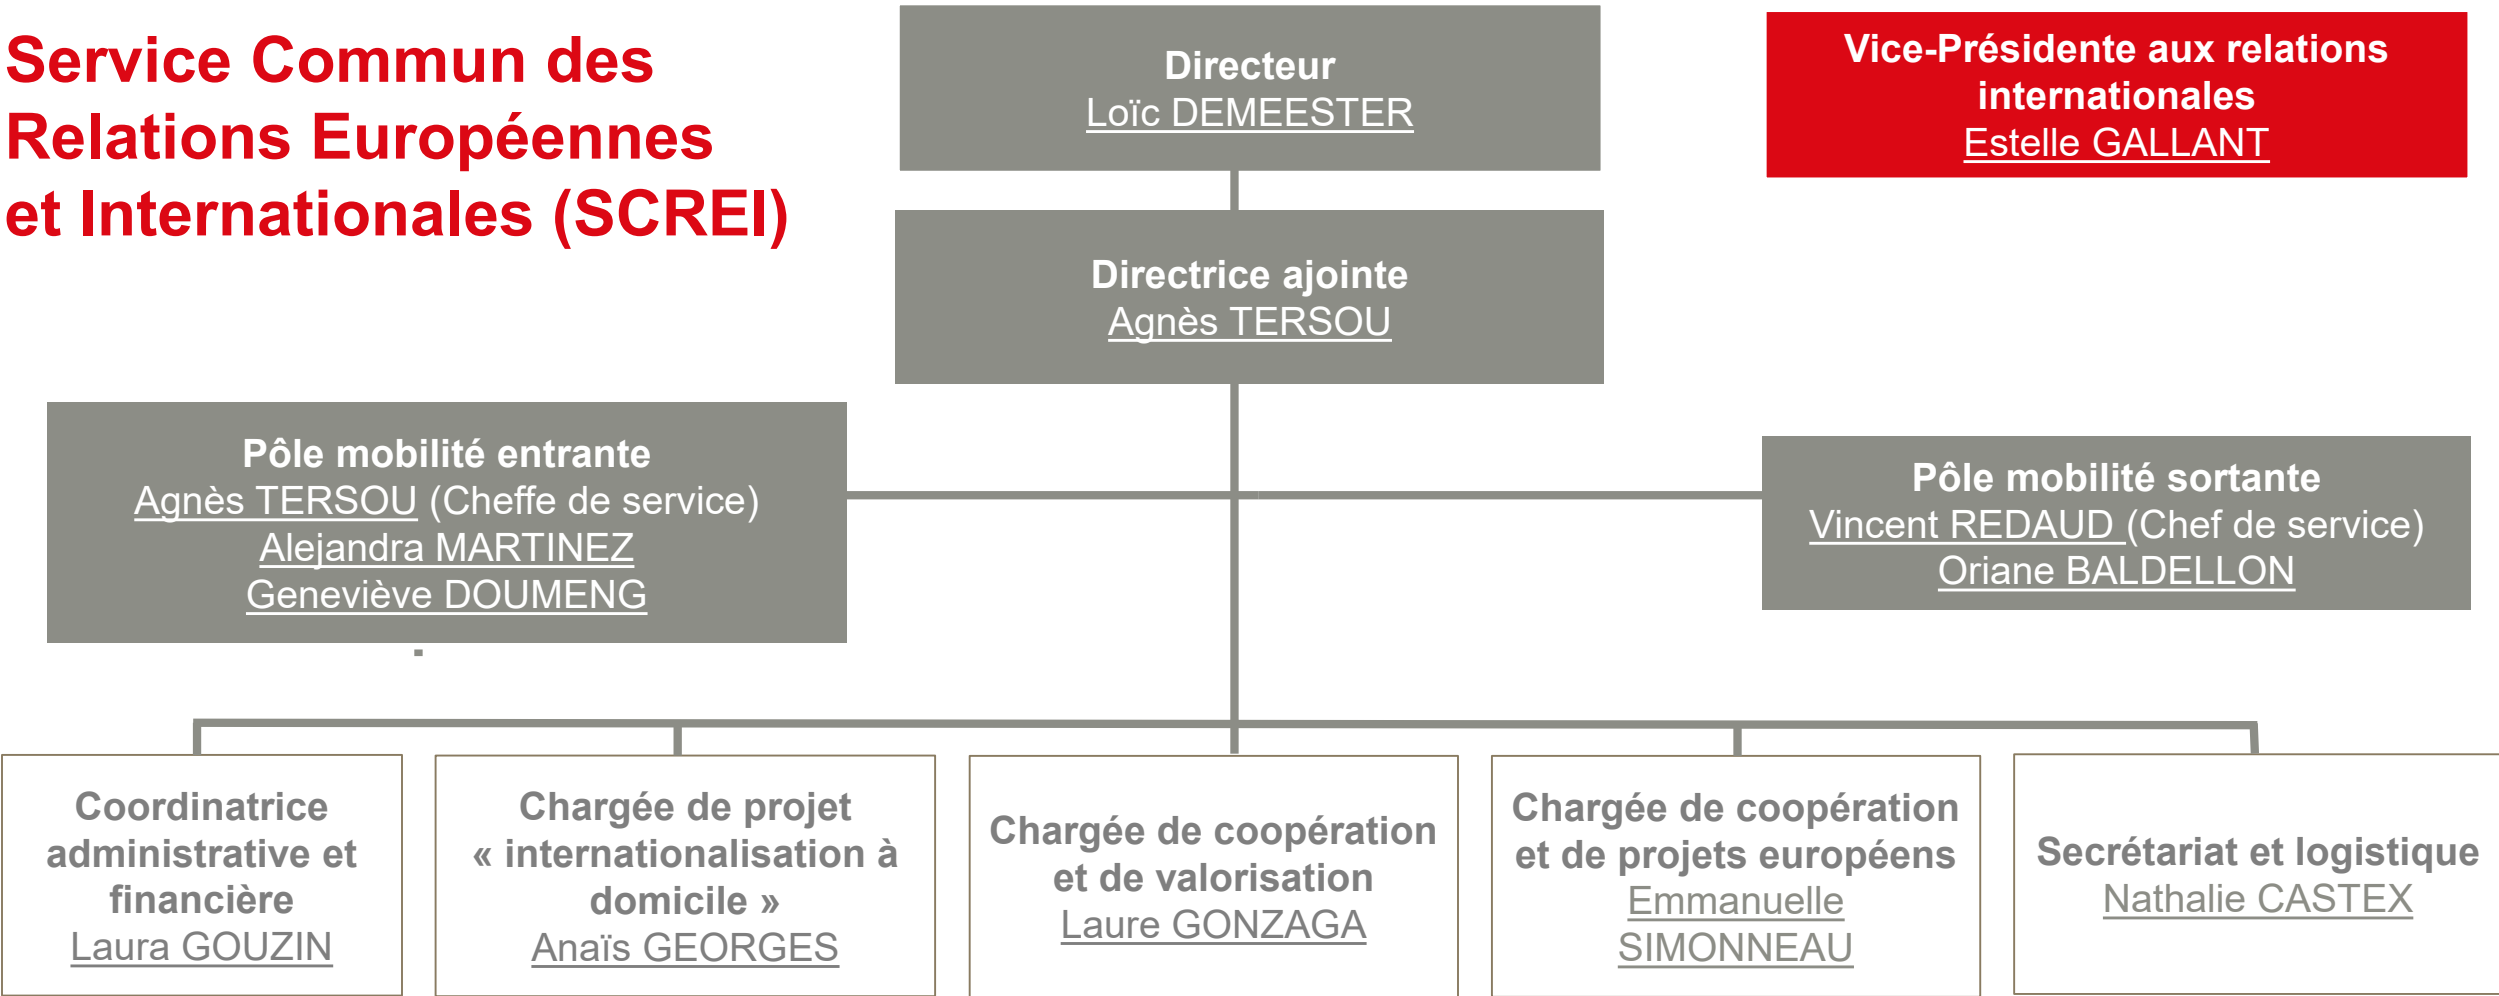 Service Commun des
Relations Européennes
et Internationales (SCREI)
Directeur
Loïc DEMEESTER
Vice-Présidente aux relations
internationales
Estelle GALLANT
Directrice ajointe
Agnès TERSOU
Pôle mobilité entrante
Agnès TERSOU (Cheffe de service)
Alejandra MARTINEZ
Geneviève DOUMENG
Pôle mobilité sortante
Vincent REDAUD (Chef de service)
Oriane BALDELLON
Coordinatrice
administrative et
financière
Laura GOUZIN
Chargée de projet
« internationalisation à
domicile »
Anaïs GEORGES
Chargée de coopération
et de valorisation
Laure GONZAGA
Chargée de coopération
et de projets européens
Emmanuelle
SIMONNEAU
Secrétariat et logistique
Nathalie CASTEX